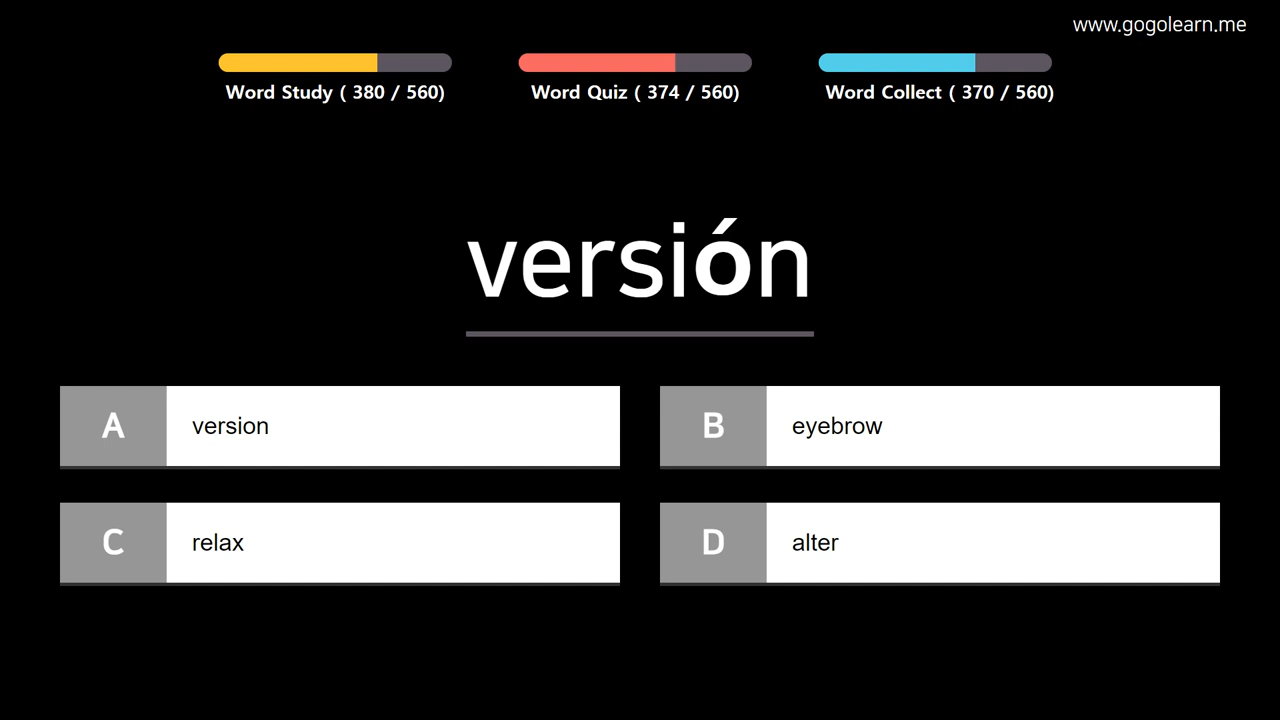 www.gogolearn.me
Word Study ( 380 / 560)
Word Quiz ( 374 / 560)
Word Collect ( 370 / 560)
versión
A version
B eyebrow
C relax
D alter